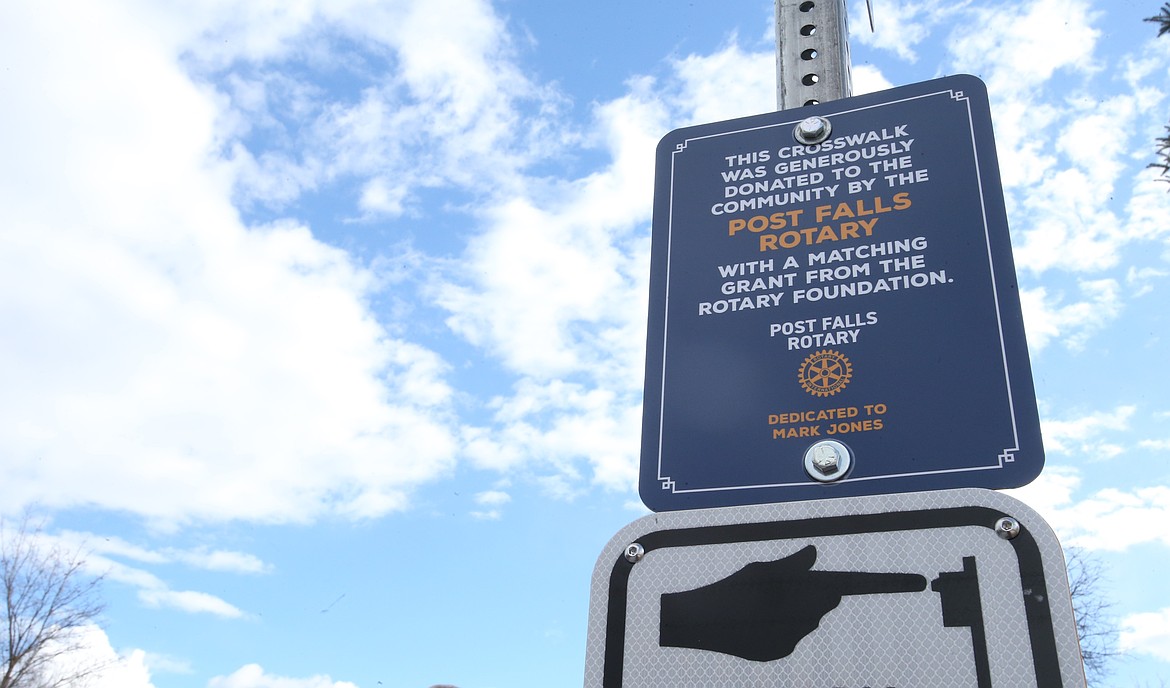 THIS CROSSWALK
WAS GENEROUSLY
DONATED TO THE
COMMUNITY BY THE
POST FALLS
ROTARY
WITH A MATCHING
GRANT FROM THE
ROTARY FOUNDATION.
POST FALLS
ROTARY
DEDICATED TO
MARK JONES